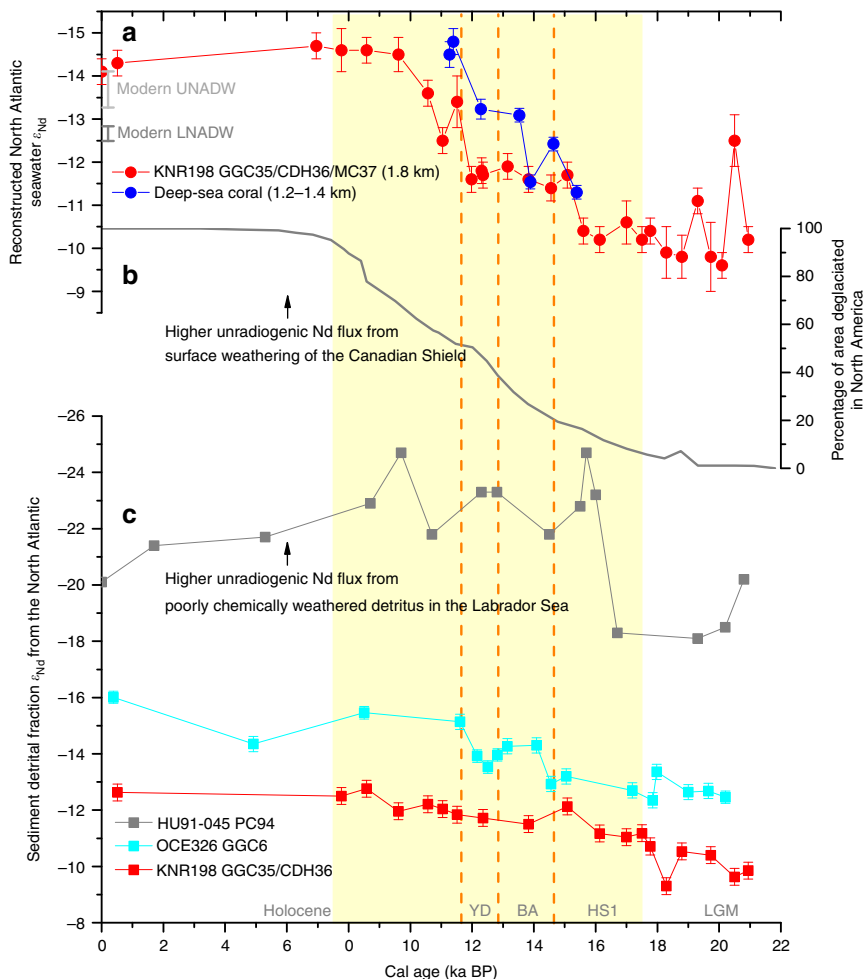 a
–15
–14
–13
–12
–11
–10
–9
Reconstructed North Atlantic
seawater εNd
Modern UNADW
Modern LNADW
KNR198 GGC35/CDH36/MC37 (1.8 km)
Deep-sea coral (1.2–1.4 km)
b
100
80
60
40
20
0
Percentage of area deglaciated
in North America
Higher unradiogenic Nd flux from
surface weathering of the Canadian Shield
c
–26
–24
–22
–20
–18
–16
–14
–12
–10
–8
Sediment detrital fraction εNd from the North Atlantic
Higher unradiogenic Nd flux from
poorly chemically weathered detritus in the Labrador Sea
HU91-045 PC94
OCE326 GGC6
KNR198 GGC35/CDH36
Holocene YD BA HS1 LGM
0 2 4 6 0 10 12 14 16 18 20 22
Cal age (ka BP)